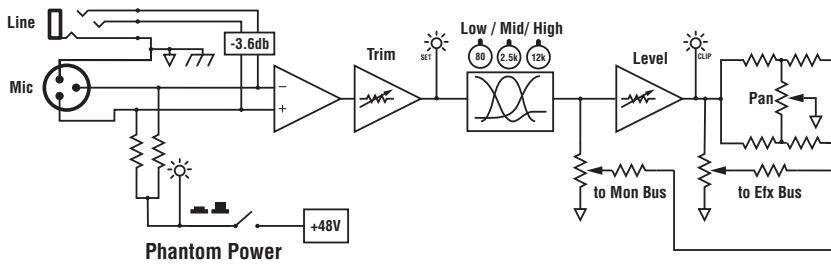 Line
-3.6db
Mic
−
+
Trim
SET
Low / Mid/ High
80
2.5k
12k
Level
CLIP
Pan
to Mon Bus
to Efx Bus
+48V
Phantom Power